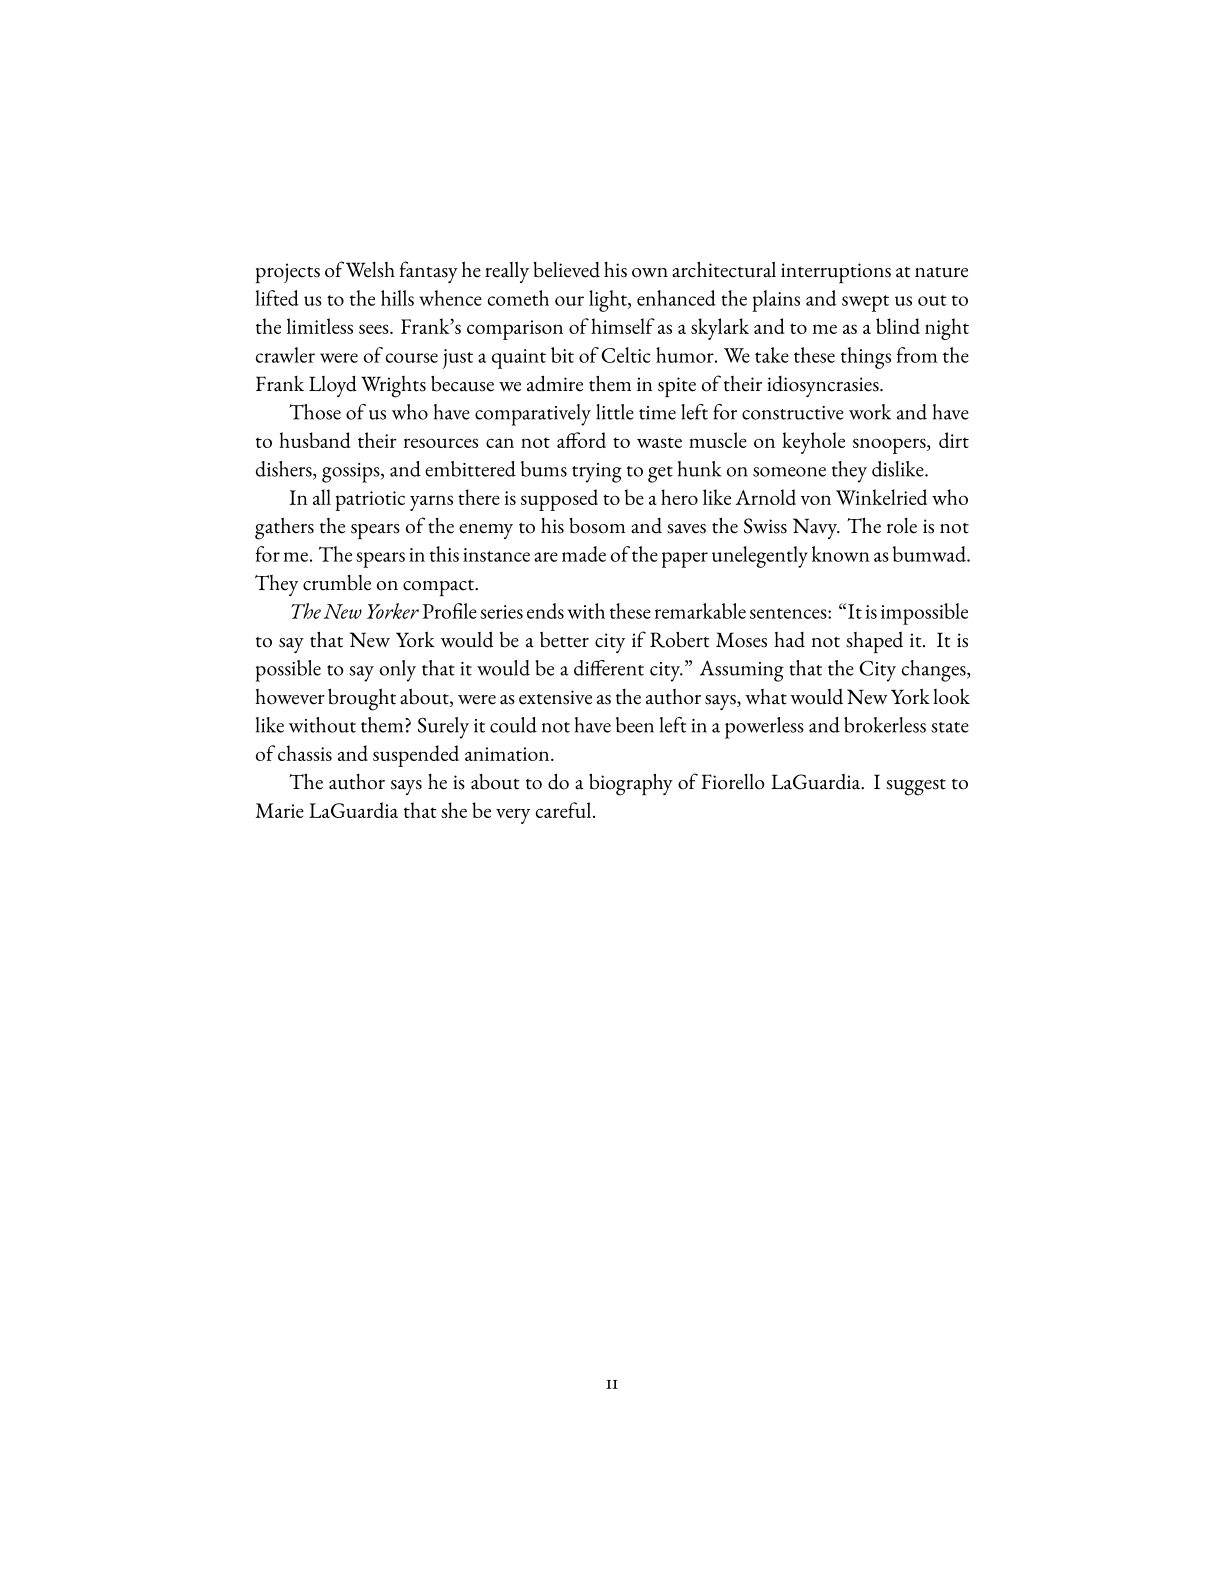 projects of Welsh fantasy he really believed his own architectural interruptions at nature
lifted us to the hills whence cometh our light, enhanced the plains and swept us out to
the limitless sees. Frank’s comparison of himself as a skylark and to me as a blind night
crawler were of course just a quaint bit of Celtic humor. We take these things from the
Frank Lloyd Wrights because we admire them in spite of their idiosyncrasies.
Those of us who have comparatively little time left for constructive work and have
to husband their resources can not afford to waste muscle on keyhole snoopers, dirt
dishers, gossips, and embittered bums trying to get hunk on someone they dislike.
In all patriotic yarns there is supposed to be a hero like Arnold von Winkelried who
gathers the spears of the enemy to his bosom and saves the Swiss Navy. The role is not
for me. The spears in this instance are made of the paper unelegently known as bumwad.
They crumble on compact.
The New Yorker Profile series ends with these remarkable sentences: “It is impossible
to say that New York would be a better city if Robert Moses had not shaped it. It is
possible to say only that it would be a different city.” Assuming that the City changes,
however brought about, were as extensive as the author says, what would New York look
like without them? Surely it could not have been left in a powerless and brokerless state
of chassis and suspended animation.
The author says he is about to do a biography of Fiorello LaGuardia. I suggest to
Marie LaGuardia that she be very careful.
11